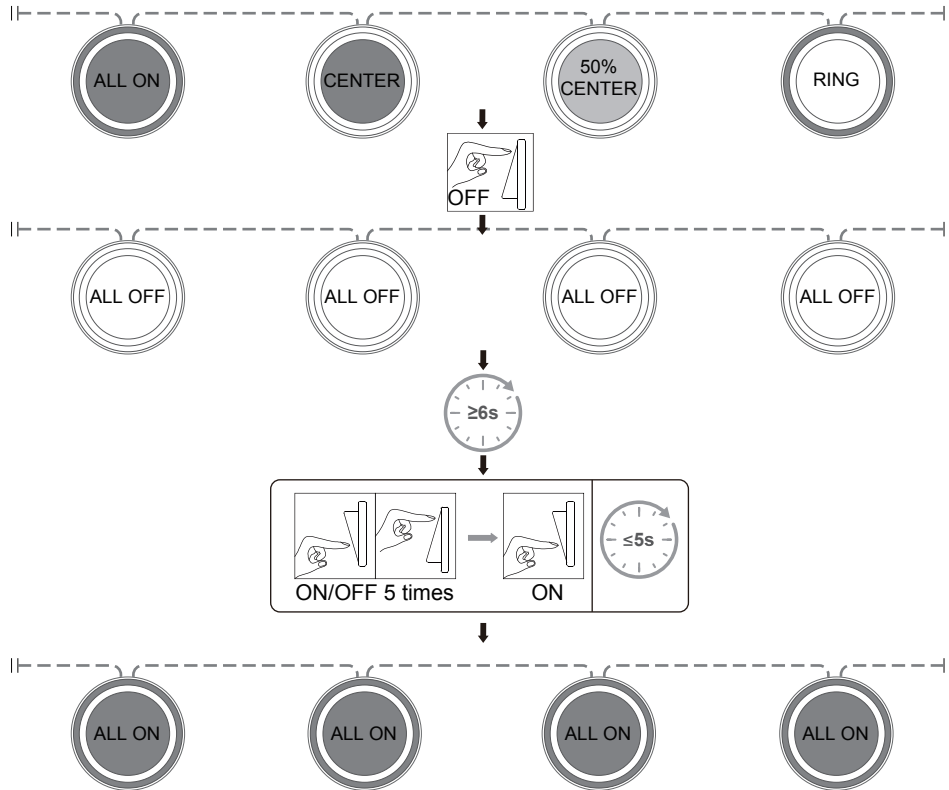 ALL ON
CENTER
50%
CENTER
RING
OFF
ALL OFF
ALL OFF
ALL OFF
ALL OFF
≥6s
≤5s
ON/OFF 5 times
ON
ALL ON
ALL ON
ALL ON
ALL ON